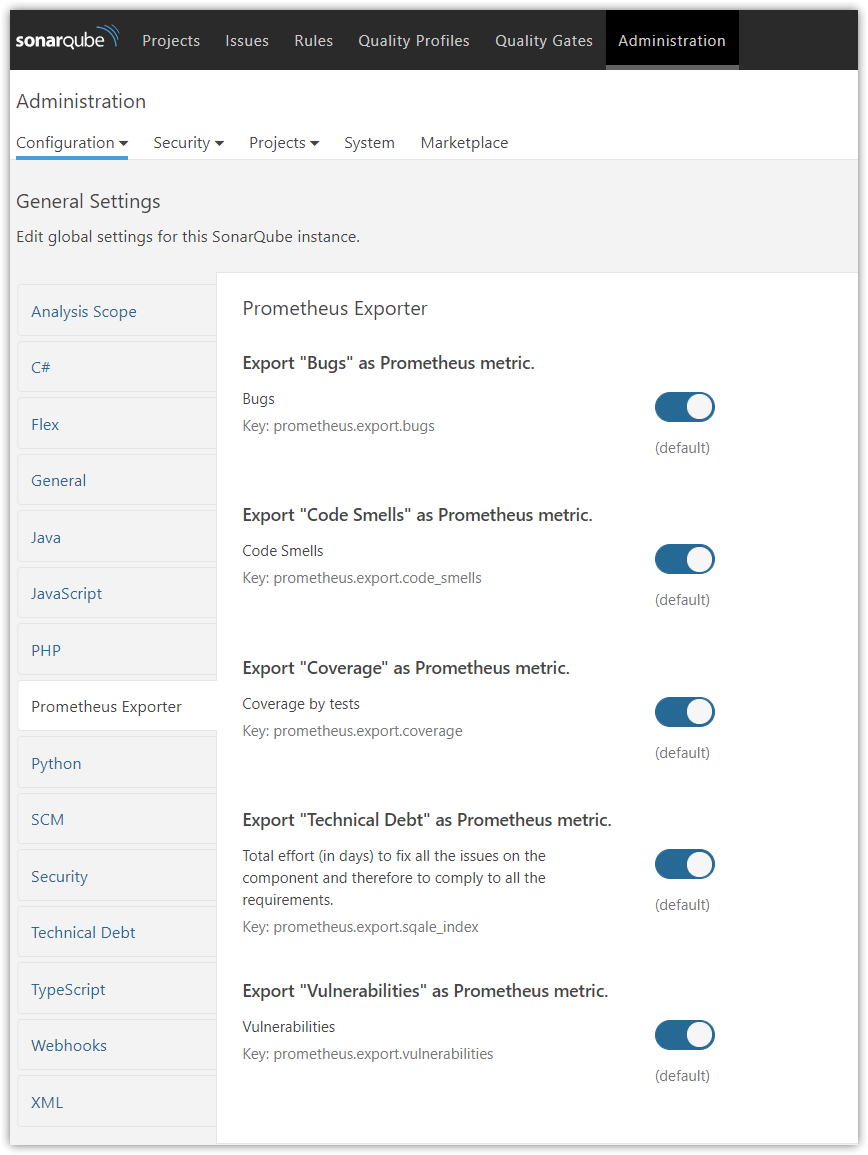 sonarqube Projects Issues Rules Quality Profiles Quality Gates Administration
Administration
Configuration Security Projects System Marketplace
General Settings
Edit global settings for this SonarQube instance.
Analysis Scope
C#
Flex
General
Java
JavaScript
PHP
Prometheus Exporter
Python
SCM
Security
Technical Debt
TypeScript
Webhooks
XML
Prometheus Exporter
Export "Bugs" as Prometheus metric.
Bugs
Key: prometheus.export.bugs
(default)
Export "Code Smells" as Prometheus metric.
Code Smells
Key: prometheus.export.code_smells
(default)
Export "Coverage" as Prometheus metric.
Coverage by tests
Key: prometheus.export.coverage
(default)
Export "Technical Debt" as Prometheus metric.
Total effort (in days) to fix all the issues on the
component and therefore to comply to all the
requirements.
Key: prometheus.export.sqale_index
(default)
Export "Vulnerabilities" as Prometheus metric.
Vulnerabilities
Key: prometheus.export.vulnerabilities
(default)